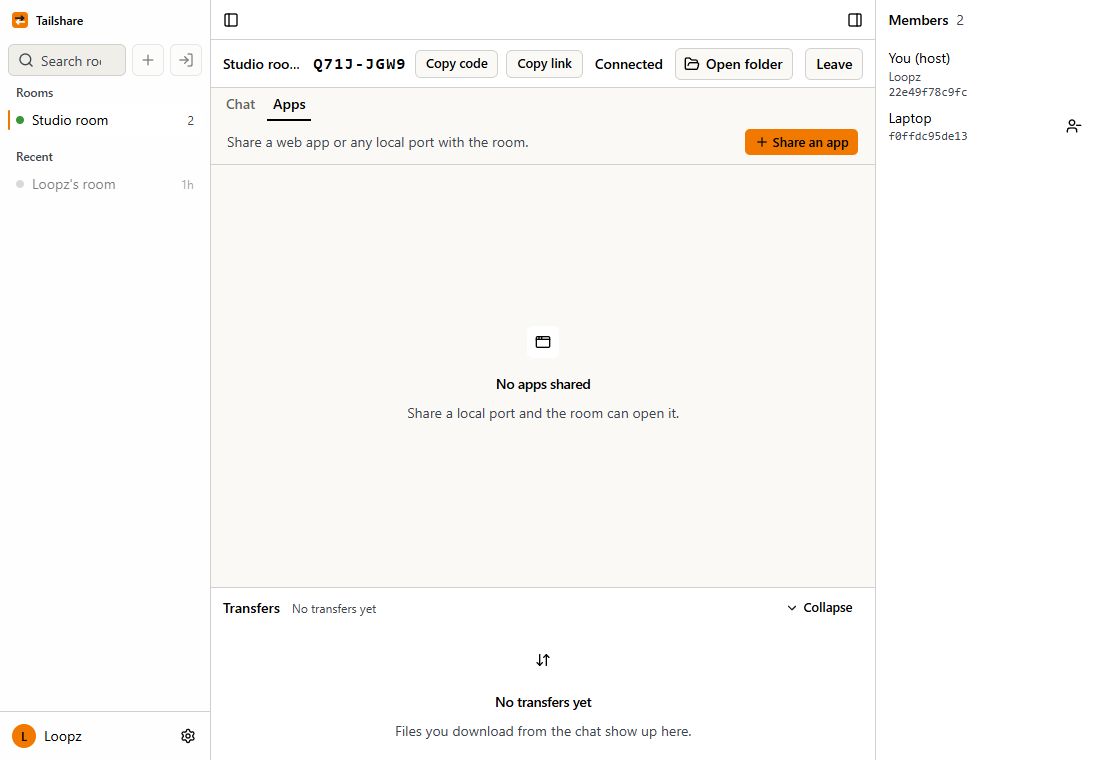 Tailshare
Search ro
Rooms
Studio room 2
Recent
Loopz's room 1h
L Loopz
Studio roo... Q71J-JGW9 Copy code Copy link Connected Open folder Leave
Chat Apps
Share a web app or any local port with the room. + Share an app
No apps shared
Share a local port and the room can open it.
Transfers No transfers yet Collapse
No transfers yet
Files you download from the chat show up here.
Members 2
You (host)
Loopz
22e49f78c9fc
Laptop
f0ffdc95de13